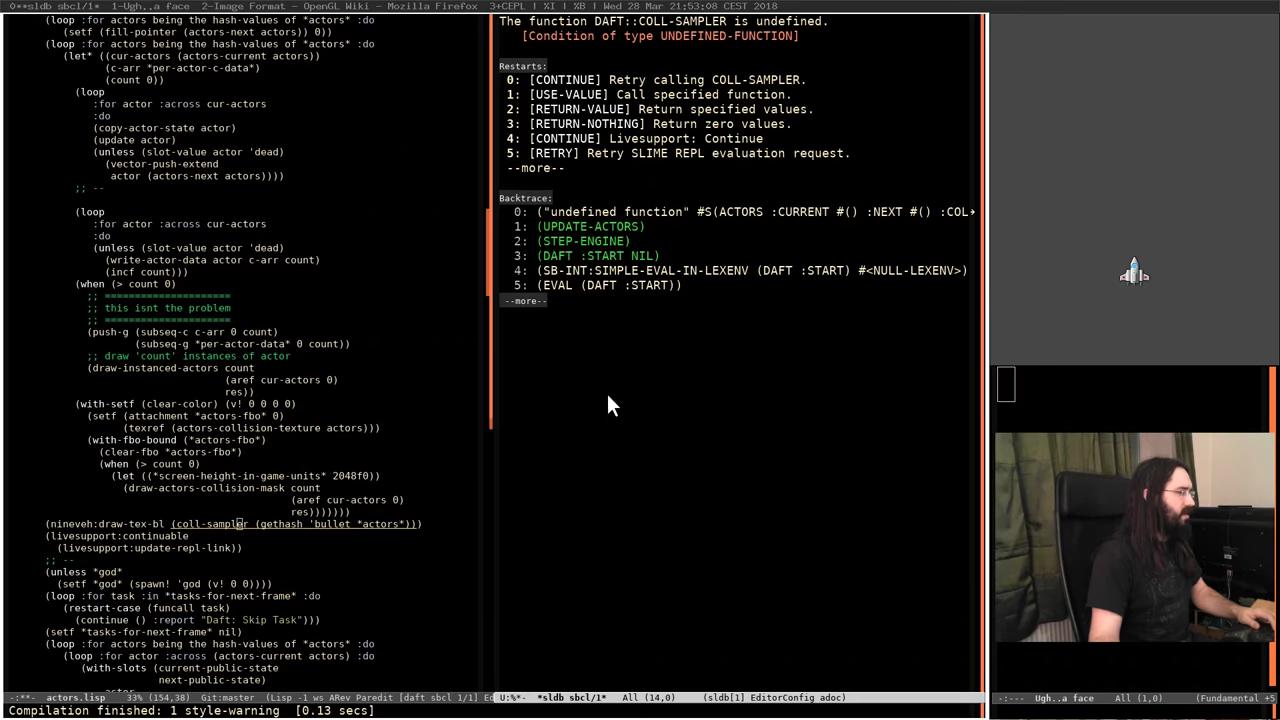 0**sldb sbcl/1* 1-Ugh..a face 2-Image Format - OpenGL Wiki - Mozilla Firefox 3+CEPL | %I | %B | Wed 28 Mar 21:53:08 CEST 2018
(loop :for actors being the hash-values of *actors* :do
(setf (fill-pointer (actors-next actors)) 0))
(loop :for actors being the hash-values of *actors* :do
(let* ((cur-actors (actors-current actors))
(c-arr *per-actor-c-data*)
(count 0))
(loop
:for actor :across cur-actors
:do
(copy-actor-state actor)
(update actor)
(unless (slot-value actor 'dead)
(vector-push-extend
actor (actors-next actors))))
;; --
(loop
:for actor :across cur-actors
:do
(unless (slot-value actor 'dead)
(write-actor-data actor c-arr count)
(incf count)))
(when (> count 0)
;; =====================
;; this isnt the problem
;; =====================
(push-g (subseq-c c-arr 0 count)
(subseq-g *per-actor-data* 0 count))
;; draw 'count' instances of actor
(draw-instanced-actors count
(aref cur-actors 0)
res))
(with-setf (clear-color) (v! 0 0 0 0)
(setf (attachment *actors-fbo* 0)
(texref (actors-collision-texture actors)))
(with-fbo-bound (*actors-fbo*)
(clear-fbo *actors-fbo*)
(when (> count 0)
(let ((*screen-height-in-game-units* 2048f0))
(draw-actors-collision-mask count
(aref cur-actors 0)
res)))))))
(nineveh:draw-tex-bl (coll-sampler (gethash 'bullet *actors*)))
(livesupport:continuable
(livesupport:update-repl-link))
;; --
(unless *god*
(setf *god* (spawn! 'god (v! 0 0))))
(loop :for task :in *tasks-for-next-frame* :do
(restart-case (funcall task)
(continue () :report "Daft: Skip Task")))
(setf *tasks-for-next-frame* nil)
(loop :for actors being the hash-values of *actors* :do
(loop :for actor :across (actors-current actors) :do
(with-slots (current-public-state
next-public-state)
actor
-:**- actors.lisp 33% (154,38) Git:master (Lisp -1 ws ARev Paredit [daft sbcl 1/1] Ed
Compilation finished: 1 style-warning [0.13 secs]
The function DAFT::COLL-SAMPLER is undefined.
[Condition of type UNDEFINED-FUNCTION]
Restarts:
0: [CONTINUE] Retry calling COLL-SAMPLER.
1: [USE-VALUE] Call specified function.
2: [RETURN-VALUE] Return specified values.
3: [RETURN-NOTHING] Return zero values.
4: [CONTINUE] Livesupport: Continue
5: [RETRY] Retry SLIME REPL evaluation request.
--more--
Backtrace:
0: ("undefined function" #S(ACTORS :CURRENT #() :NEXT #() :COL
1: (UPDATE-ACTORS)
2: (STEP-ENGINE)
3: (DAFT :START NIL)
4: (SB-INT:SIMPLE-EVAL-IN-LEXENV (DAFT :START) #<NULL-LEXENV>)
5: (EVAL (DAFT :START))
--more--
U:%*- *sldb sbcl/1* All (14,0) (sldb[1] EditorConfig adoc)
-:--- Ugh..a face All (1,0) (Fundamental +5